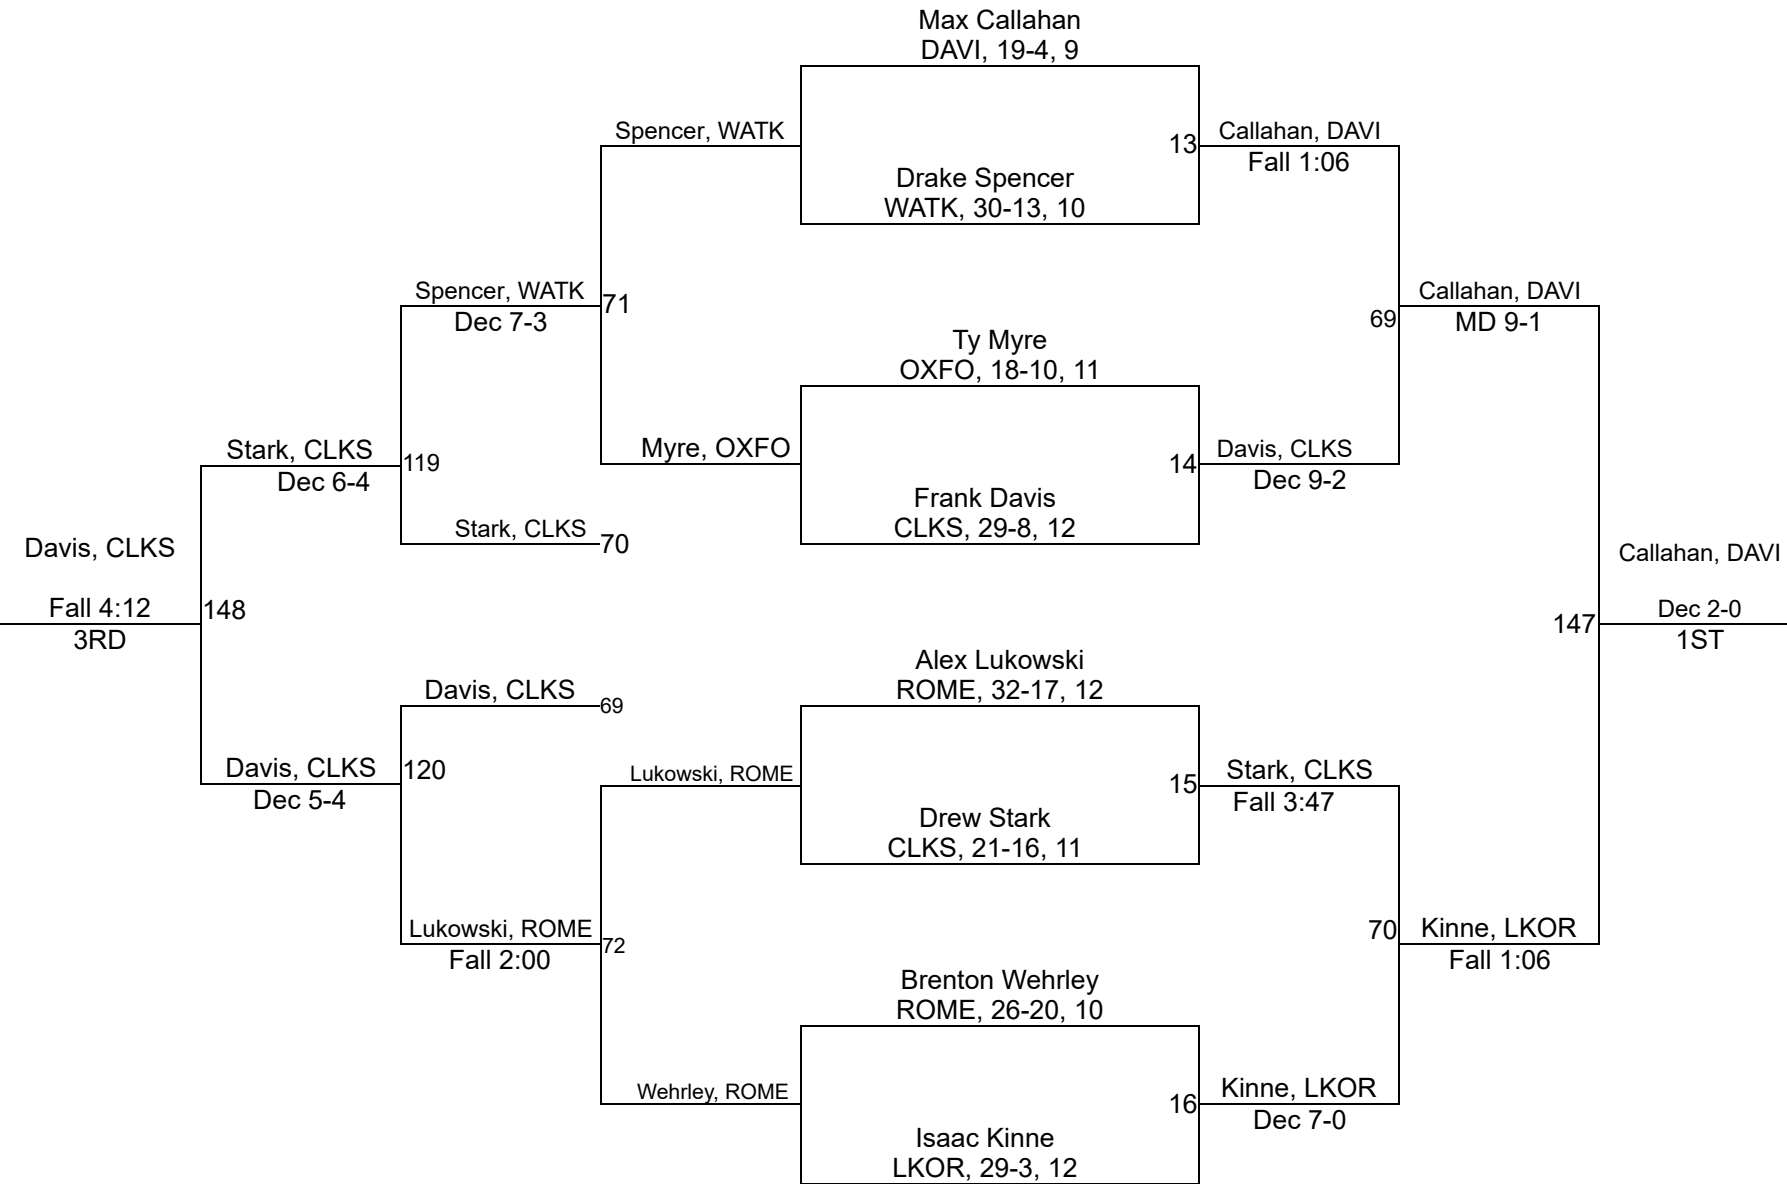 Max Callahan
DAVI, 19-4, 9
Spencer, WATK
13
Callahan, DAVI
Fall 1:06
Drake Spencer
WATK, 30-13, 10
Spencer, WATK
Dec 7-3
71
Callahan, DAVI
MD 9-1
69
Ty Myre
OXFO, 18-10, 11
Stark, CLKS
Dec 6-4
119
Myre, OXFO
14
Davis, CLKS
Dec 9-2
Frank Davis
CLKS, 29-8, 12
Stark, CLKS
70
Davis, CLKS
Fall 4:12
3RD
148
Callahan, DAVI
147
Dec 2-0
1ST
Alex Lukowski
ROME, 32-17, 12
Davis, CLKS
69
Davis, CLKS
Dec 5-4
120
Lukowski, ROME
15
Stark, CLKS
Fall 3:47
Drew Stark
CLKS, 21-16, 11
Lukowski, ROME
Fall 2:00
72
70
Kinne, LKOR
Fall 1:06
Brenton Wehrley
ROME, 26-20, 10
Wehrley, ROME
16
Kinne, LKOR
Dec 7-0
Isaac Kinne
LKOR, 29-3, 12